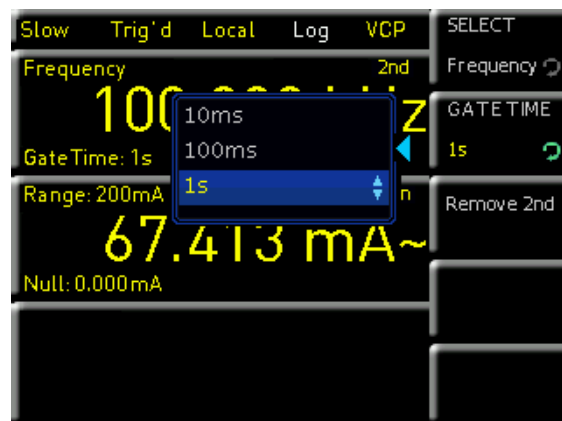 Slow Trig'd Local Log VCP
Frequency 2nd
100
Z
GateTime: 1s
Range: 200mA n
67.413 mA~
Null: 0.000mA
10ms
100ms
1s
SELECT
Frequency
GATE TIME
1s
Remove 2nd